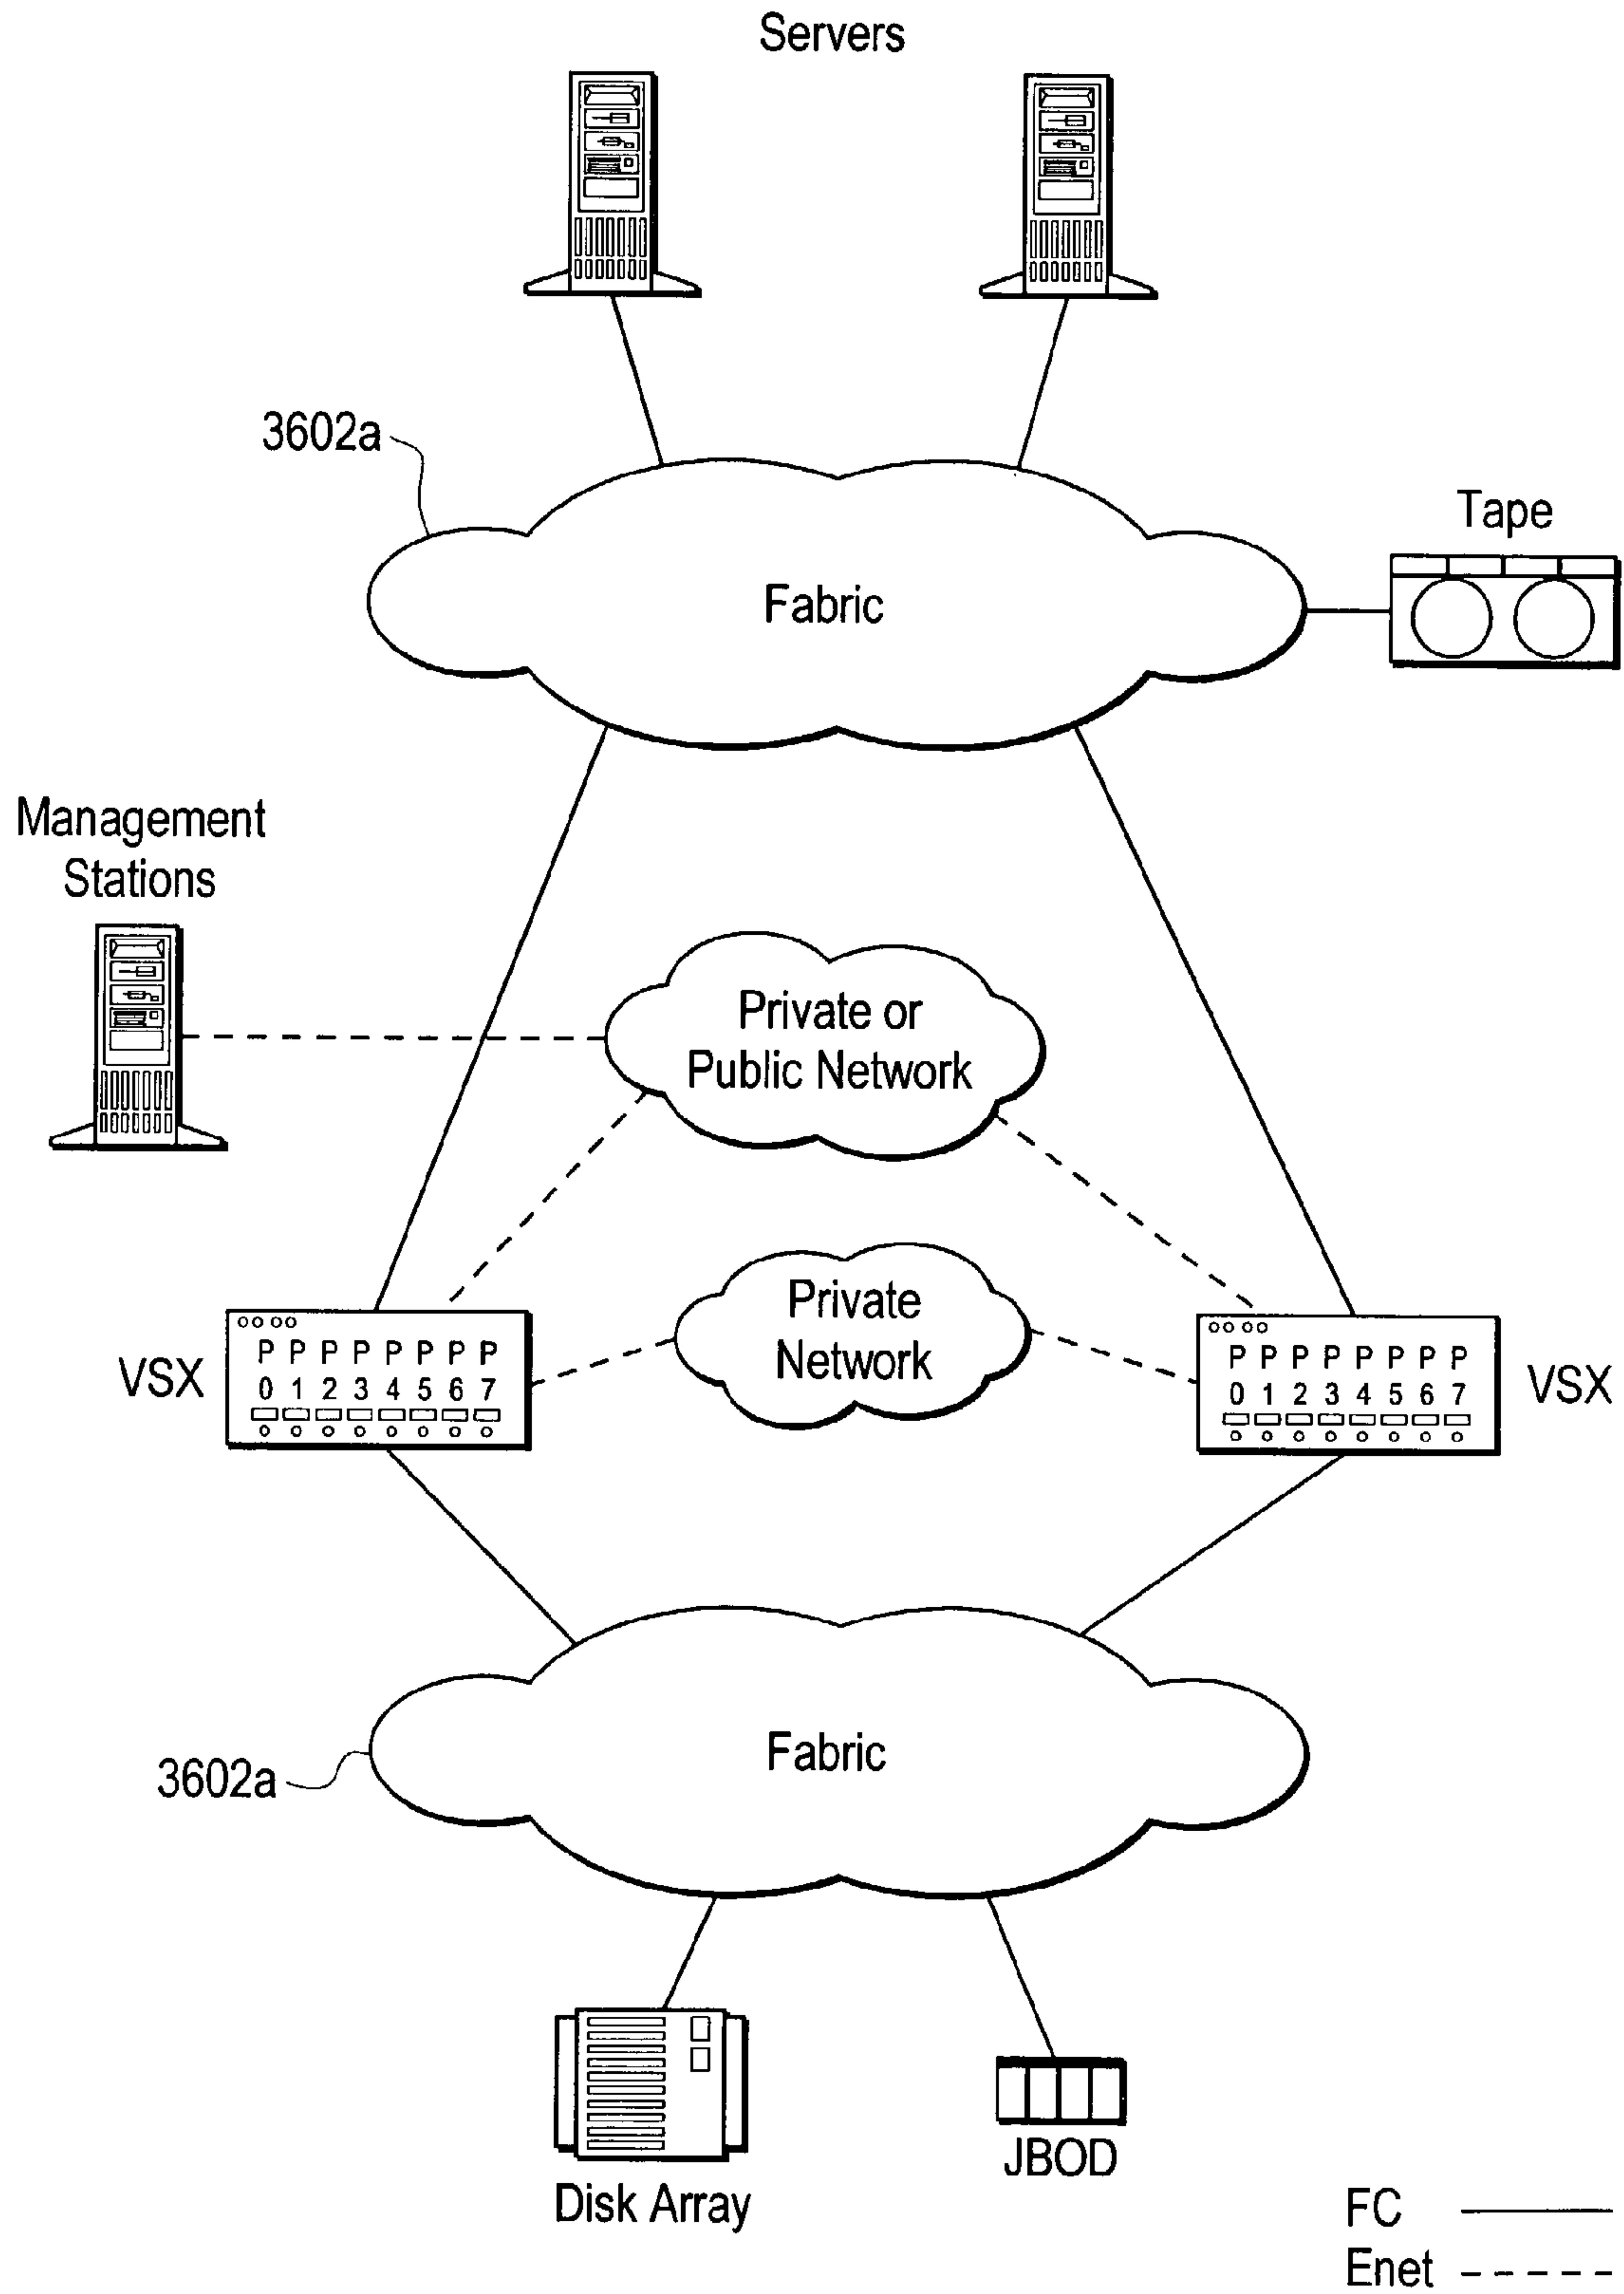 Servers
3602a
Tape
Fabric
Management
Stations
Private or
Public Network
Private
Network
VSX
P P P P P P P P
0 1 2 3 4 5 6 7
P P P P P P P P
0 1 2 3 4 5 6 7
VSX
Fabric
3602a
JBOD
Disk Array
FC
Enet